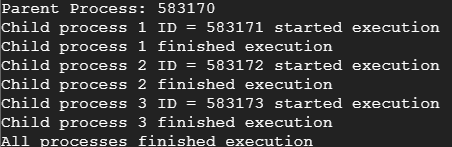 Parent Process: 583170
Child process 1 ID = 583171 started execution
Child process 1 finished execution
Child process 2 ID = 583172 started execution
Child process 2 finished execution
Child process 3 ID = 583173 started execution
Child process 3 finished execution
All processes finished execution